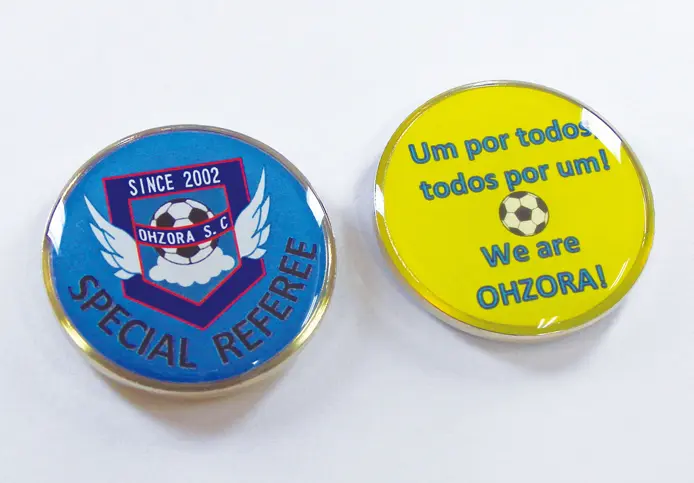 SINCE 2002
OHZORA S.C
SPECIAL REFEREE
Um por todos,
todos por um!
We are
OHZORA!